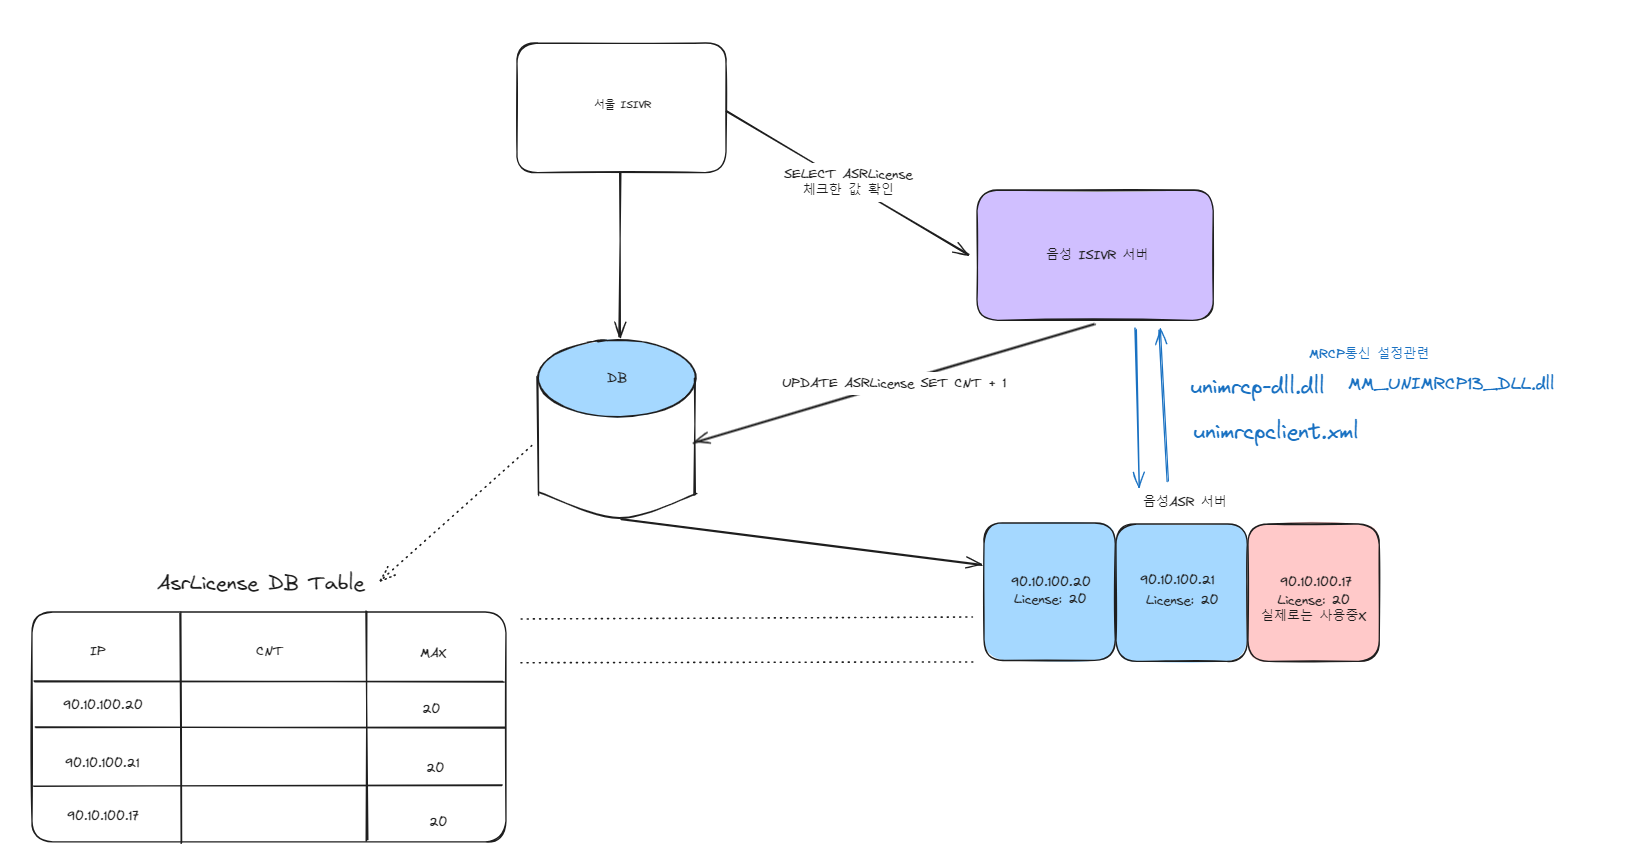 서울 ISIVR
SELECT ASRLicense
체크한 값 확인
음성 ISIVR 서버
DB
UPDATE ASRLicense SET CNT + 1
MRCP통신 설정관련
unimrcp-dll.dll
MM_UNIMRCP13_DLL.dll
unimrcpclient.xml
음성ASR 서버
90.10.100.20
License: 20
90.10.100.21
License: 20
90.10.100.17
License: 20
실제로는 사용중x
AsrLicense DB Table
IP CNT MAX
90.10.100.20 20
90.10.100.21 20
90.10.100.17 20